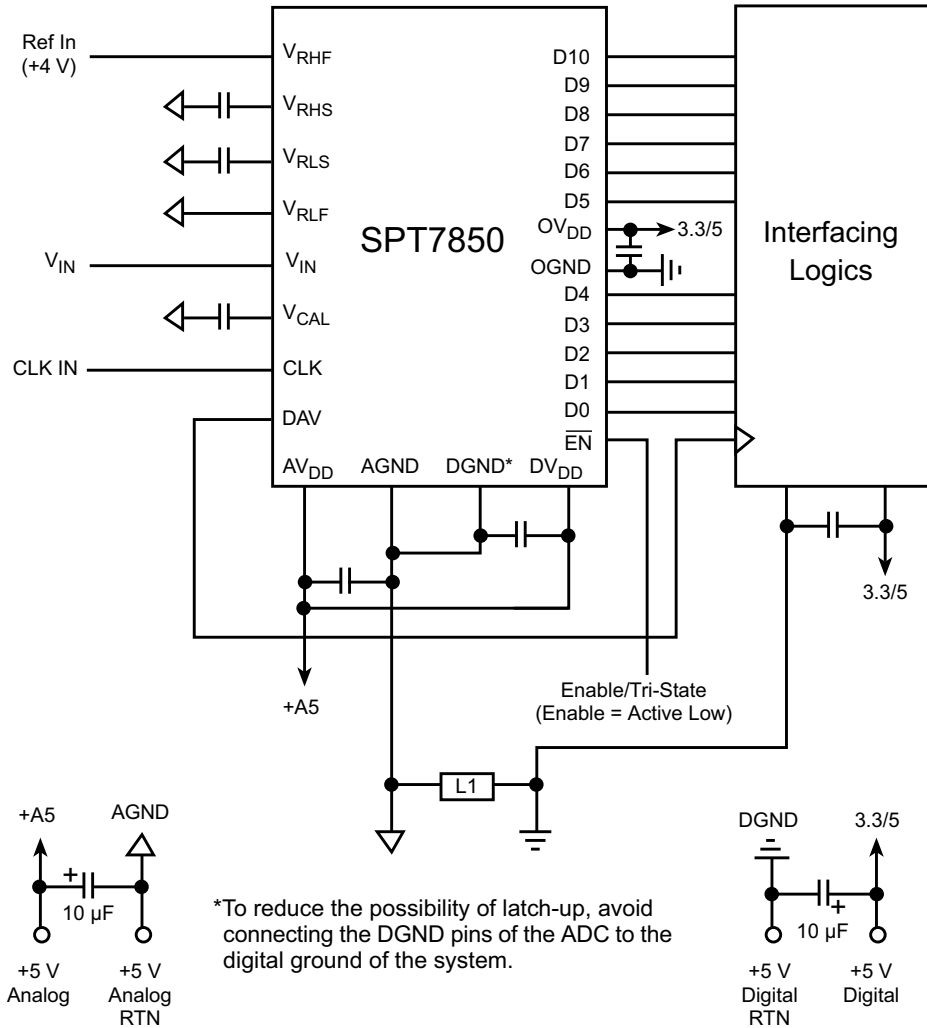 Ref In
(+4 V)
VRHF
VRHS
VRLS
VRLF
VIN
VIN
VCAL
CLK IN
CLK
DAV
AVDD
AGND
DGND*
DVDD
SPT7850
D10
D9
D8
D7
D6
D5
OVDD
3.3/5
OGND
D4
D3
D2
D1
D0
EN
Interfacing
Logics
3.3/5
+A5
Enable/Tri-State
(Enable = Active Low)
L1
+A5
AGND
+
10 µF
+5 V
Analog
+5 V
Analog
RTN
*To reduce the possibility of latch-up, avoid
connecting the DGND pins of the ADC to the
digital ground of the system.
DGND
3.3/5
10 µF
+
+5 V
Digital
RTN
+5 V
Digital